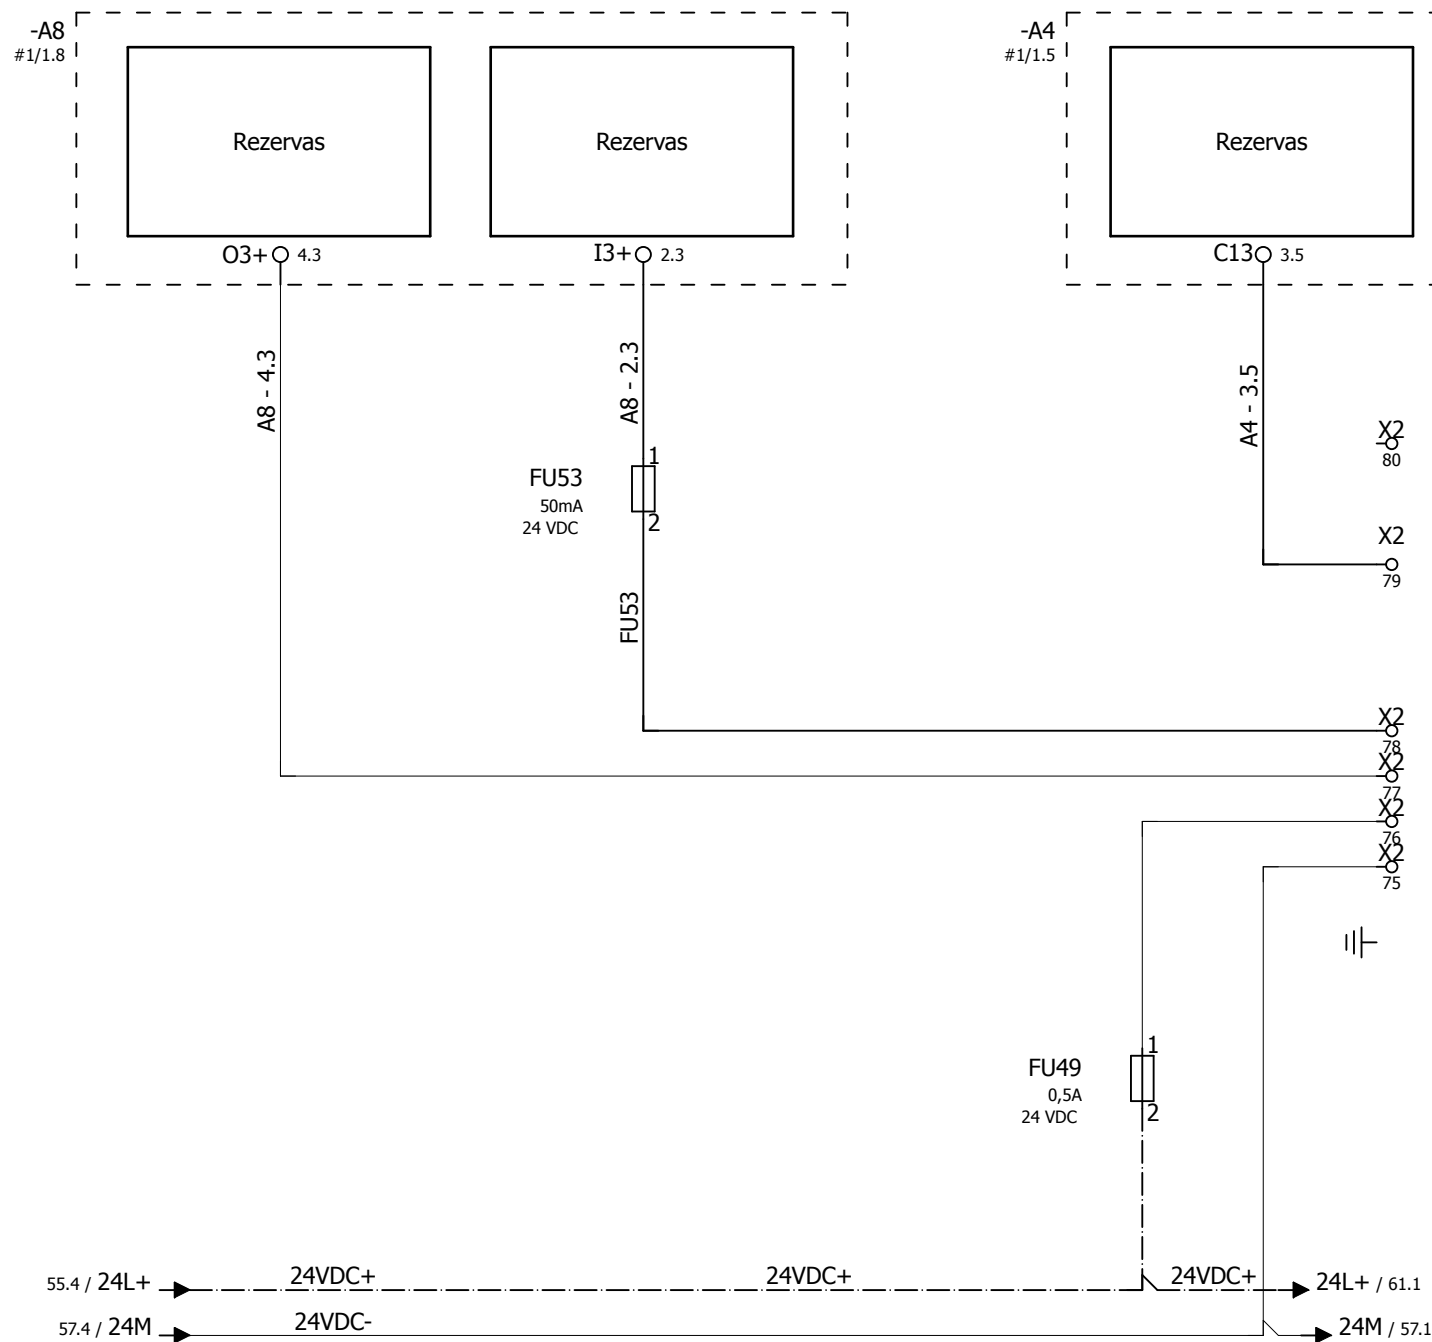 -A8
#1/1.8
Rezervas
Rezervas
O3+ 4.3
I3+ 2.3
-A4
#1/1.5
Rezervas
C13 3.5
A8 - 4.3
A8 - 2.3
A4 - 3.5
FU53
50mA
24 VDC
1
2
FU53
X2
80
X2
79
X2
78
X2
77
X2
76
X2
75
FU49
0,5A
24 VDC
1
2
55.4 / 24L+ 24VDC+ 24VDC+ 24VDC+ 24L+ / 61.1
57.4 / 24M 24VDC- 24M / 57.1